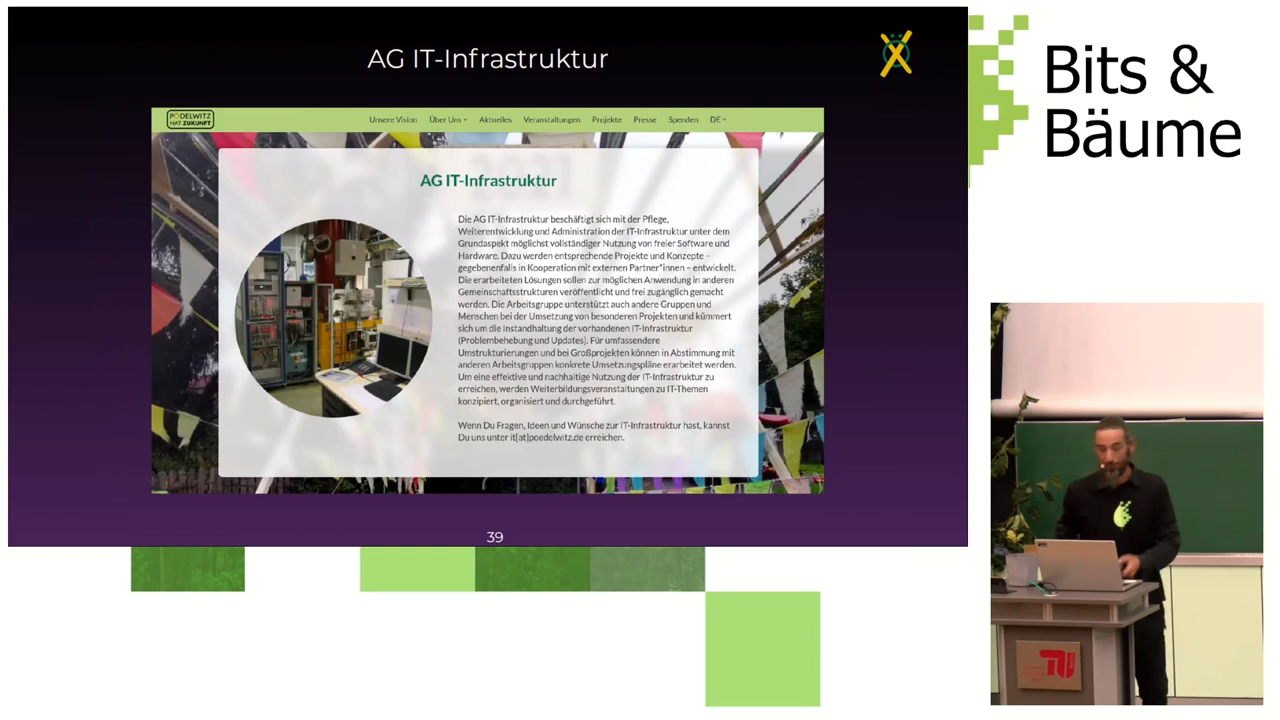 AG IT-Infrastruktur
Bits &
Bäume
PÖDELWITZ
HAT ZUKUNFT
Unsere Vision Über Uns Aktuelles Veranstaltungen Projekte Presse Spenden DE
AG IT-Infrastruktur
Die AG IT-Infrastruktur beschäftigt sich mit der Pflege,
Weiterentwicklung und Administration der IT-Infrastruktur unter dem
Grundaspekt möglichst vollständiger Nutzung von freier Software und
Hardware. Dazu werden entsprechende Projekte und Konzepte –
gegebenenfalls in Kooperation mit externen Partner*innen – entwickelt.
Die erarbeiteten Lösungen sollen zur möglichen Anwendung in anderen
Gemeinschaftsstrukturen veröffentlicht und frei zugänglich gemacht
werden. Die Arbeitsgruppe unterstützt auch andere Gruppen und
Menschen bei der Umsetzung von besonderen Projekten und kümmert
sich um die Instandhaltung der vorhandenen IT-Infrastruktur
(Problembehebung und Updates). Für umfassendere
Umstrukturierungen und bei Großprojekten können in Abstimmung mit
anderen Arbeitsgruppen konkrete Umsetzungspläne erarbeitet werden.
Um eine effektive und nachhaltige Nutzung der IT-Infrastruktur zu
erreichen, werden Weiterbildungsveranstaltungen zu IT-Themen
konzipiert, organisiert und durchgeführt.
Wenn Du Fragen, Ideen und Wünsche zur IT-Infrastruktur hast, kannst
Du uns unter it[at]poedelwitz.de erreichen.
39